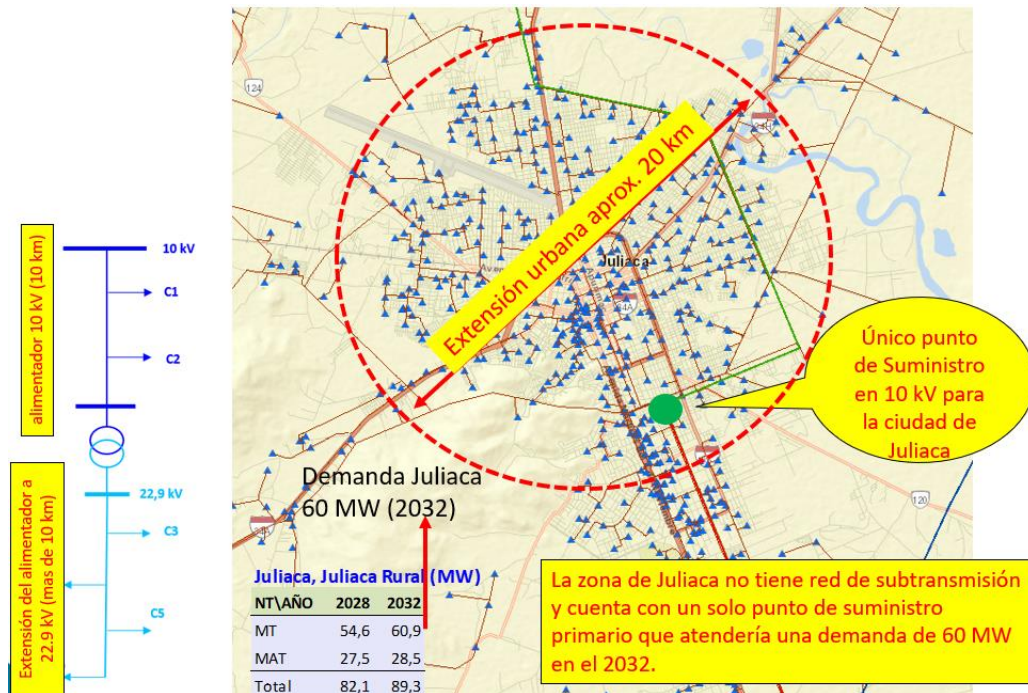 alimentador 10 kV (10 km)
10 kV
C1
C2
Extensión del alimentador a
22.9 kV (mas de 10 km)
22,9 kV
C3
C5
124
Extensión urbana aprox. 20 km
Juliaca
34A
Único punto
de Suministro
en 10 kV para
la ciudad de
Juliaca
120
Demanda Juliaca
60 MW (2032)
Juliaca, Juliaca Rural (MW)
NT\AÑO 2028 2032
MT 54,6 60,9
MAT 27,5 28,5
Total 82,1 89,3
La zona de Juliaca no tiene red de subtransmisión
y cuenta con un solo punto de suministro
primario que atendería una demanda de 60 MW
en el 2032.